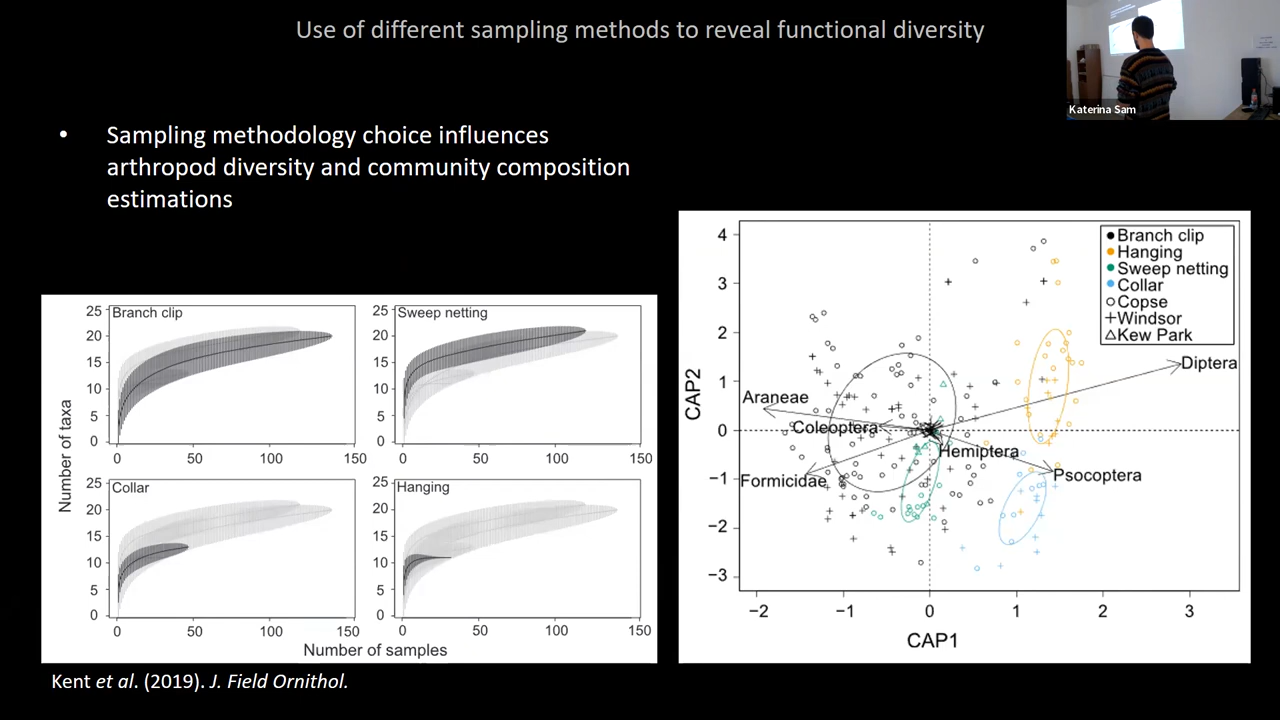 Use of different sampling methods to reveal functional diversity
Katerina Sam
• Sampling methodology choice influences
arthropod diversity and community composition
estimations
Number of taxa
Branch clip
25
20
15
10
5
0
0 50 100 150
Sweep netting
25
20
15
10
5
0
0 50 100 150
Collar
25
20
15
10
5
0
0 50 100 150
Hanging
25
20
15
10
5
0
0 50 100 150
Number of samples
Kent et al. (2019). J. Field Ornithol.
CAP2
4
3
2
1
0
−1
−2
−3
Branch clip
Hanging
Sweep netting
Collar
Copse
Windsor
Kew Park
Diptera
Araneae
Coleoptera
Hemiptera
Formicidae
Psocoptera
−2 −1 0 1 2 3
CAP1